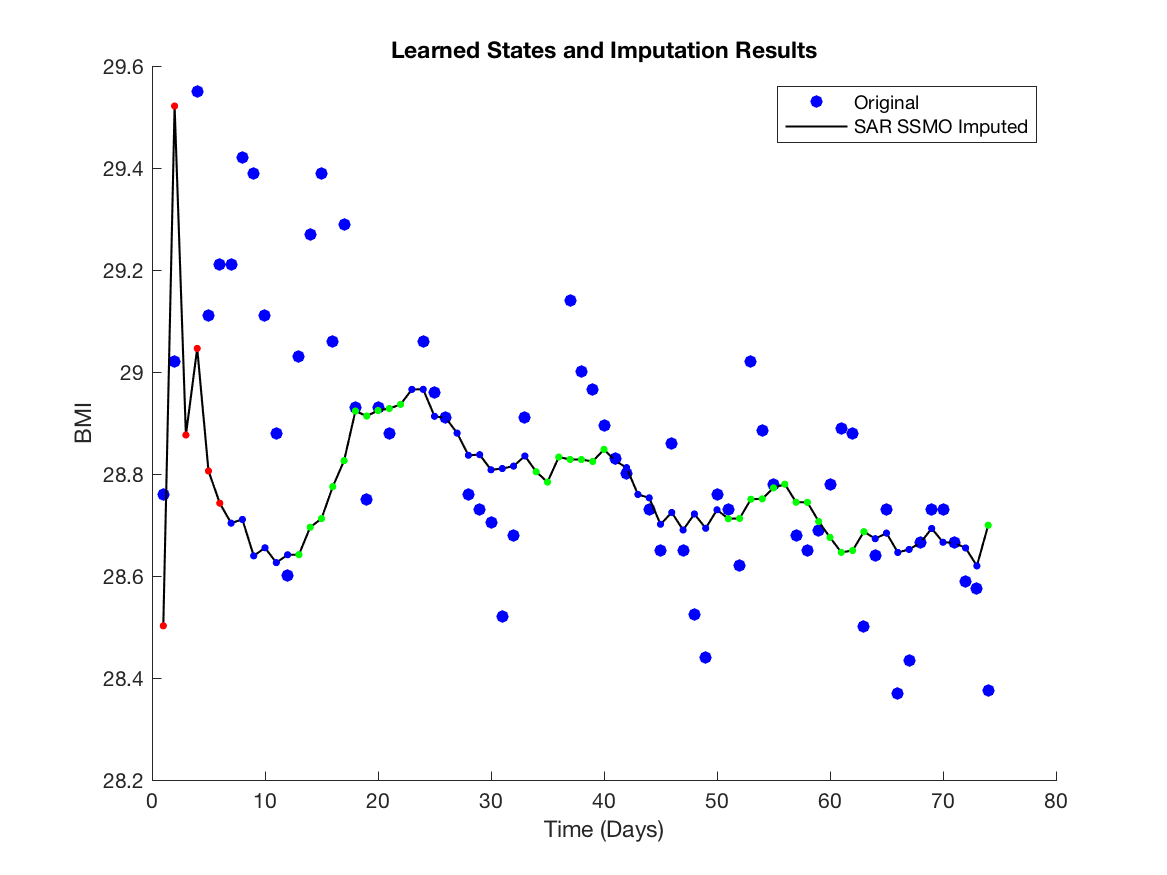 Learned States and Imputation Results
29.6
29.4
29.2
29
28.8
28.6
28.4
28.2
BMI
Original
SAR SSMO Imputed
0 10 20 30 40 50 60 70 80
Time (Days)